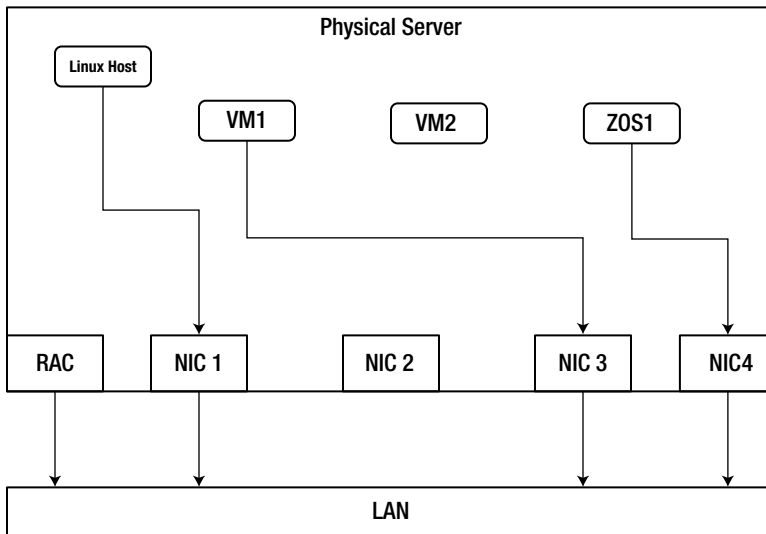 Physical Server
Linux Host
VM1
VM2
ZOS1
RAC
NIC 1
NIC 2
NIC 3
NIC4
LAN